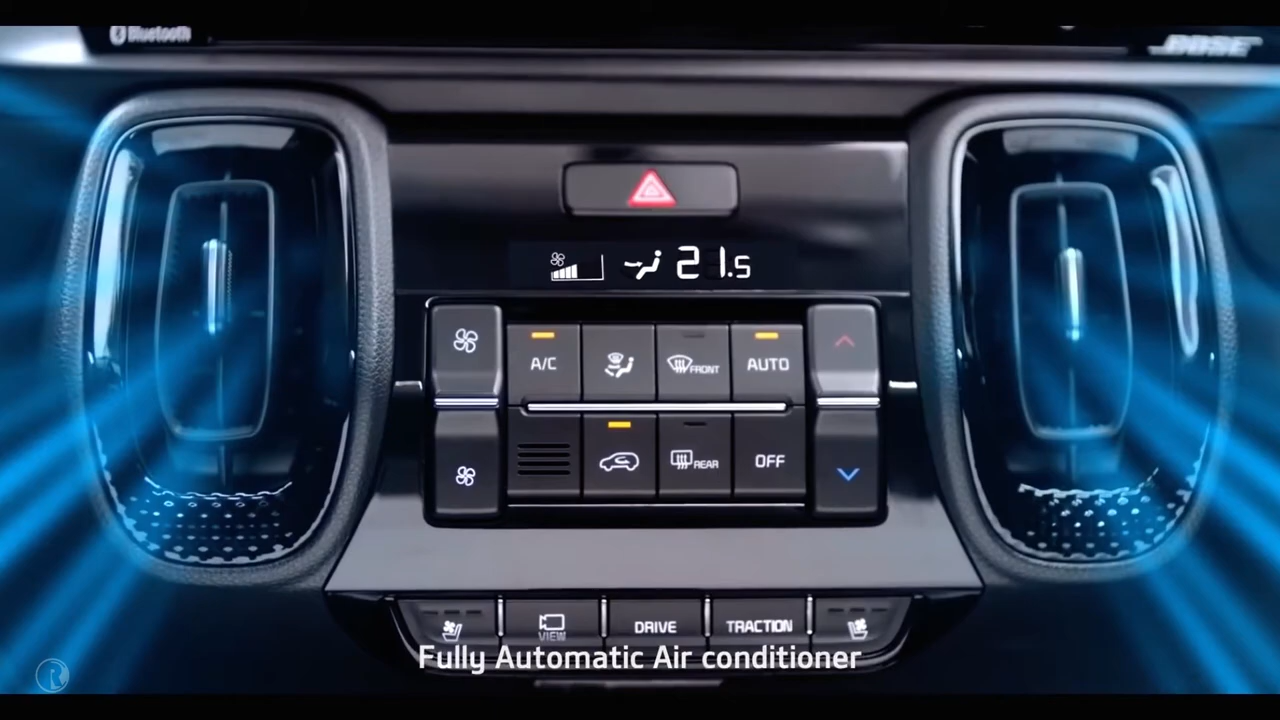 Bluetooth
BOSE
21.5
A/C
FRONT
AUTO
REAR
OFF
VIEW
DRIVE
TRACTION
Fully Automatic Air conditioner
R